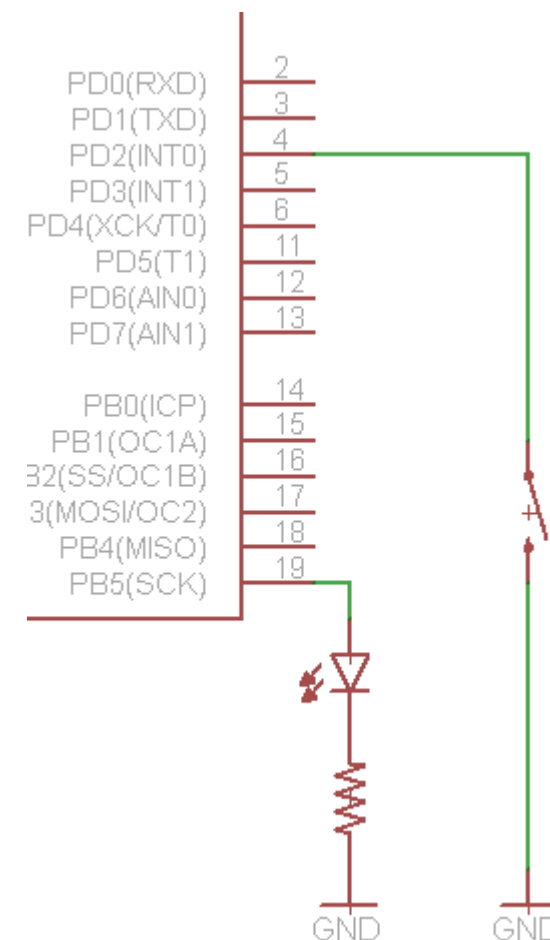 PD0(RXD) 2
PD1(TXD) 3
PD2(INT0) 4
PD3(INT1) 5
PD4(XCK/T0) 6
PD5(T1) 11
PD6(AIN0) 12
PD7(AIN1) 13
PB0(ICP) 14
PB1(OC1A) 15
B2(SS/OC1B) 16
3(MOSI/OC2) 17
PB4(MISO) 18
PB5(SCK) 19
GND GND